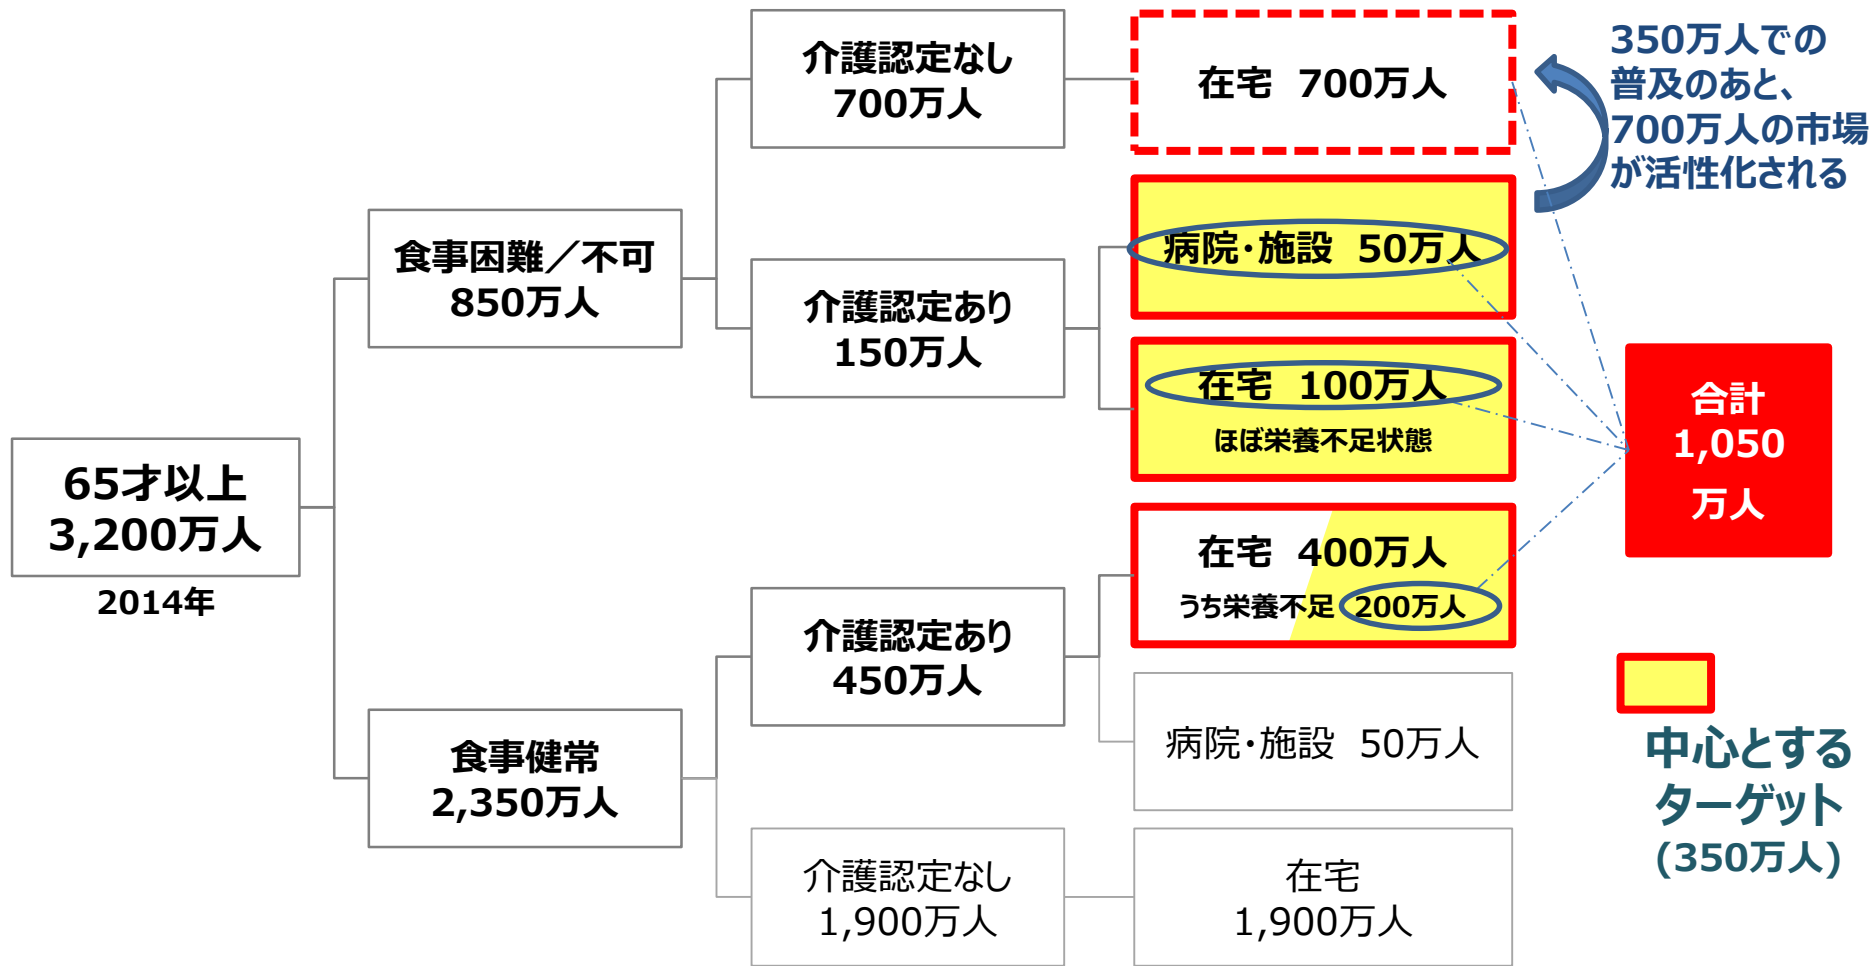 65才以上
3,200万人
2014年
食事困難／不可
850万人
食事健常
2,350万人
介護認定なし
700万人
介護認定あり
150万人
介護認定あり
450万人
介護認定なし
1,900万人
在宅 700万人
病院・施設 50万人
在宅 100万人
ほぼ栄養不足状態
在宅 400万人
うち栄養不足 200万人
病院・施設 50万人
在宅
1,900万人
350万人での
普及のあと、
700万人の市場
が活性化される
合計
1,050
万人
中心とする
ターゲット
(350万人)